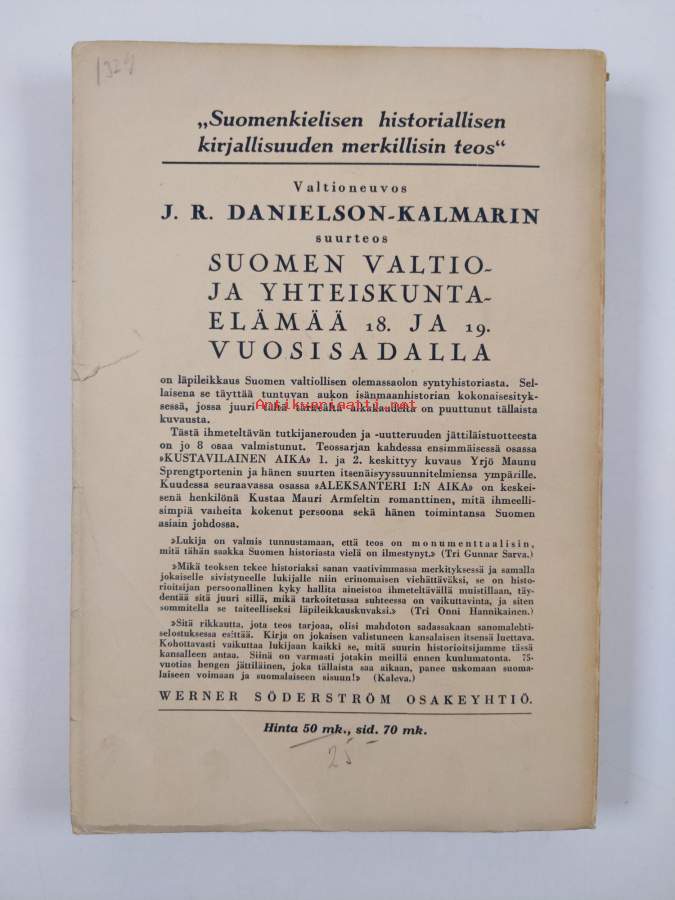 1929
„Suomenkielisen historiallisen
kirjallisuuden merkillisin teos“
Valtioneuvos
J. R. DANIELSON-KALMARIN
suurteos
SUOMEN VALTIO-
JA YHTEISKUNTA-
ELÄMÄÄ 18. JA 19.
VUOSISADALLA
on läpileikkaus Suomen valtiollisen olemassaolon syntyhistoriasta. Sel-
laisena se täyttää tuntuvan aukon isänmaanhistorian kokonaisesityk-
sessä, jossa juuri tältä tärkeältä aikakaudelta on puuttunut tällaista
Antikvariaatti.net
kuvausta.
Tästä ihmeteltävän tutkijanerouden ja -uutteruuden jättiläistuotteesta
on jo 8 osaa valmistunut. Teossarjan kahdessa ensimmäisessä osassa
»KUSTAVILAINEN AIKA» 1. ja 2. keskittyy kuvaus Yrjö Maunu
Sprengtportenin ja hänen suurten itsenäisyyssuunnitelmiensa ympärille.
Kuudessa seuraavassa osassa »ALEKSANTERI I:N AIKA» on keskei-
senä henkilönä Kustaa Mauri Armfeltin romanttinen, mitä ihmeelli-
simpiä vaiheita kokenut persoona sekä hänen toimintansa Suomen
asiain johdossa.
»Lukija on valmis tunnustamaan, että teos on monumenttaalisin,
mitä tähän saakka Suomen historiasta vielä on ilmestynyt.» (Tri Gunnar Sarva.)
»Mikä teoksen tekee historiaksi sanan vaativimmassa merkityksessä ja samalla
jokaiselle sivistyneelle lukijalle niin erinomaisen viehättäväksi, se on histo-
rioitsijan persoonallinen kyky hallita aineistoa ihmeteltävällä muistillaan, täy-
dentää sitä juuri sillä, mikä tarkoitetussa suhteessa on vaikuttavinta, ja siten
sommitella se taiteelliseksi läpileikkauskuvaksi.» (Tri Onni Hannikainen.)
»Sitä rikkautta, jota teos tarjoaa, olisi mahdoton sadassakaan sanomalehti-
selostuksessa esittää. Kirja on jokaisen valistuneen kansalaisen itsensä luettava.
Kohottavasti vaikuttaa lukijaan kaikki se, mitä suurin historioitsijamme tässä
kansalleen antaa. Siinä on varmasti jotakin meillä ennen kuulumatonta. 75-
vuotias hengen jättiläinen, joka tällaista saa aikaan, panee uskomaan suoma-
laiseen voimaan ja suomalaiseen sisuun!» (Kaleva.)
WERNER SÖDERSTRÖM OSAKEYHTIÖ.
Hinta 50 mk., sid. 70 mk.
25